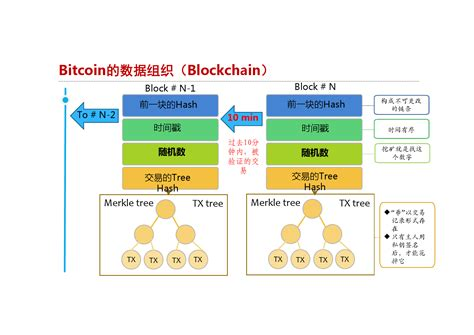 Bitcoin的数据组织（Blockchain）
Block # N-1
Block # N
To # N-2
前一块的Hash
10 min
前一块的Hash
构成不可更改
的链条
时间戳
时间戳
时间有序
过去10分
钟内，被
验证的交
易
随机数
随机数
挖矿就是找这
个数字
交易的Tree
Hash
交易的Tree
Hash
Merkle tree
TX tree
Merkle tree
TX tree
TX
TX
TX
TX
TX
TX
TX
TX
◆“币”以交易
记录形式存
在
◆只有主人用
私钥签名
后，才能花
掉它